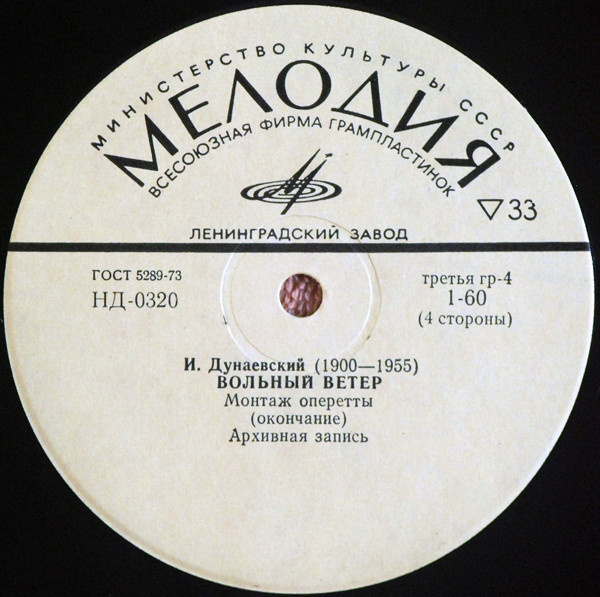 МИНИСТЕРСТВО КУЛЬТУРЫ СССР
МЕЛОДИЯ
ВСЕСОЮЗНАЯ ФИРМА ГРАМПЛАСТИНОК
▽33
ЛЕНИНГРАДСКИЙ ЗАВОД
ГОСТ 5289-73
НД-0320
третья гр-4
1-60
(4 стороны)
И. Дунаевский (1900—1955)
ВОЛЬНЫЙ ВЕТЕР
Монтаж оперетты
(окончание)
Архивная запись